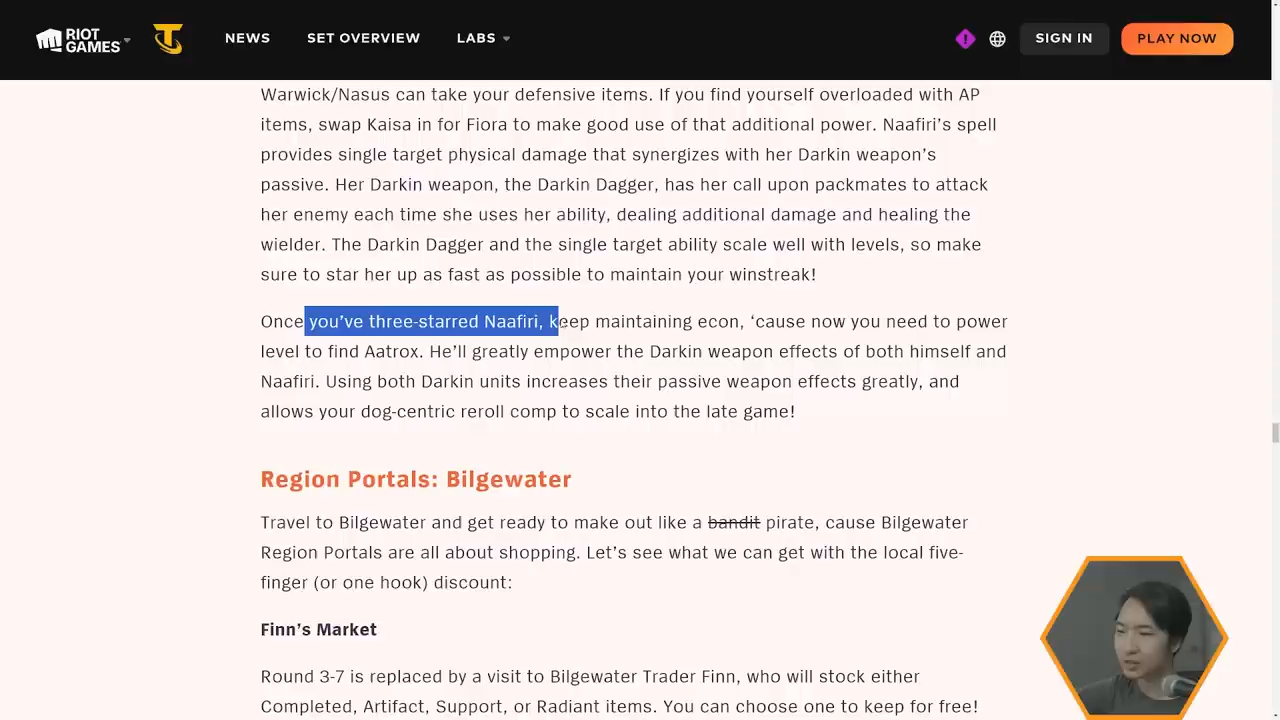 RIOT
GAMES
NEWS
SET OVERVIEW
LABS
SIGN IN
PLAY NOW
Warwick/Nasus can take your defensive items. If you find yourself overloaded with AP
items, swap Kaisa in for Fiora to make good use of that additional power. Naafiri’s spell
provides single target physical damage that synergizes with her Darkin weapon’s
passive. Her Darkin weapon, the Darkin Dagger, has her call upon packmates to attack
her enemy each time she uses her ability, dealing additional damage and healing the
wielder. The Darkin Dagger and the single target ability scale well with levels, so make
sure to star her up as fast as possible to maintain your winstreak!
Once you’ve three-starred Naafiri, keep maintaining econ, ‘cause now you need to power
level to find Aatrox. He’ll greatly empower the Darkin weapon effects of both himself and
Naafiri. Using both Darkin units increases their passive weapon effects greatly, and
allows your dog-centric reroll comp to scale into the late game!
Region Portals: Bilgewater
Travel to Bilgewater and get ready to make out like a bandit pirate, cause Bilgewater
Region Portals are all about shopping. Let’s see what we can get with the local five-
finger (or one hook) discount:
Finn’s Market
Round 3-7 is replaced by a visit to Bilgewater Trader Finn, who will stock either
Completed, Artifact, Support, or Radiant items. You can choose one to keep for free!